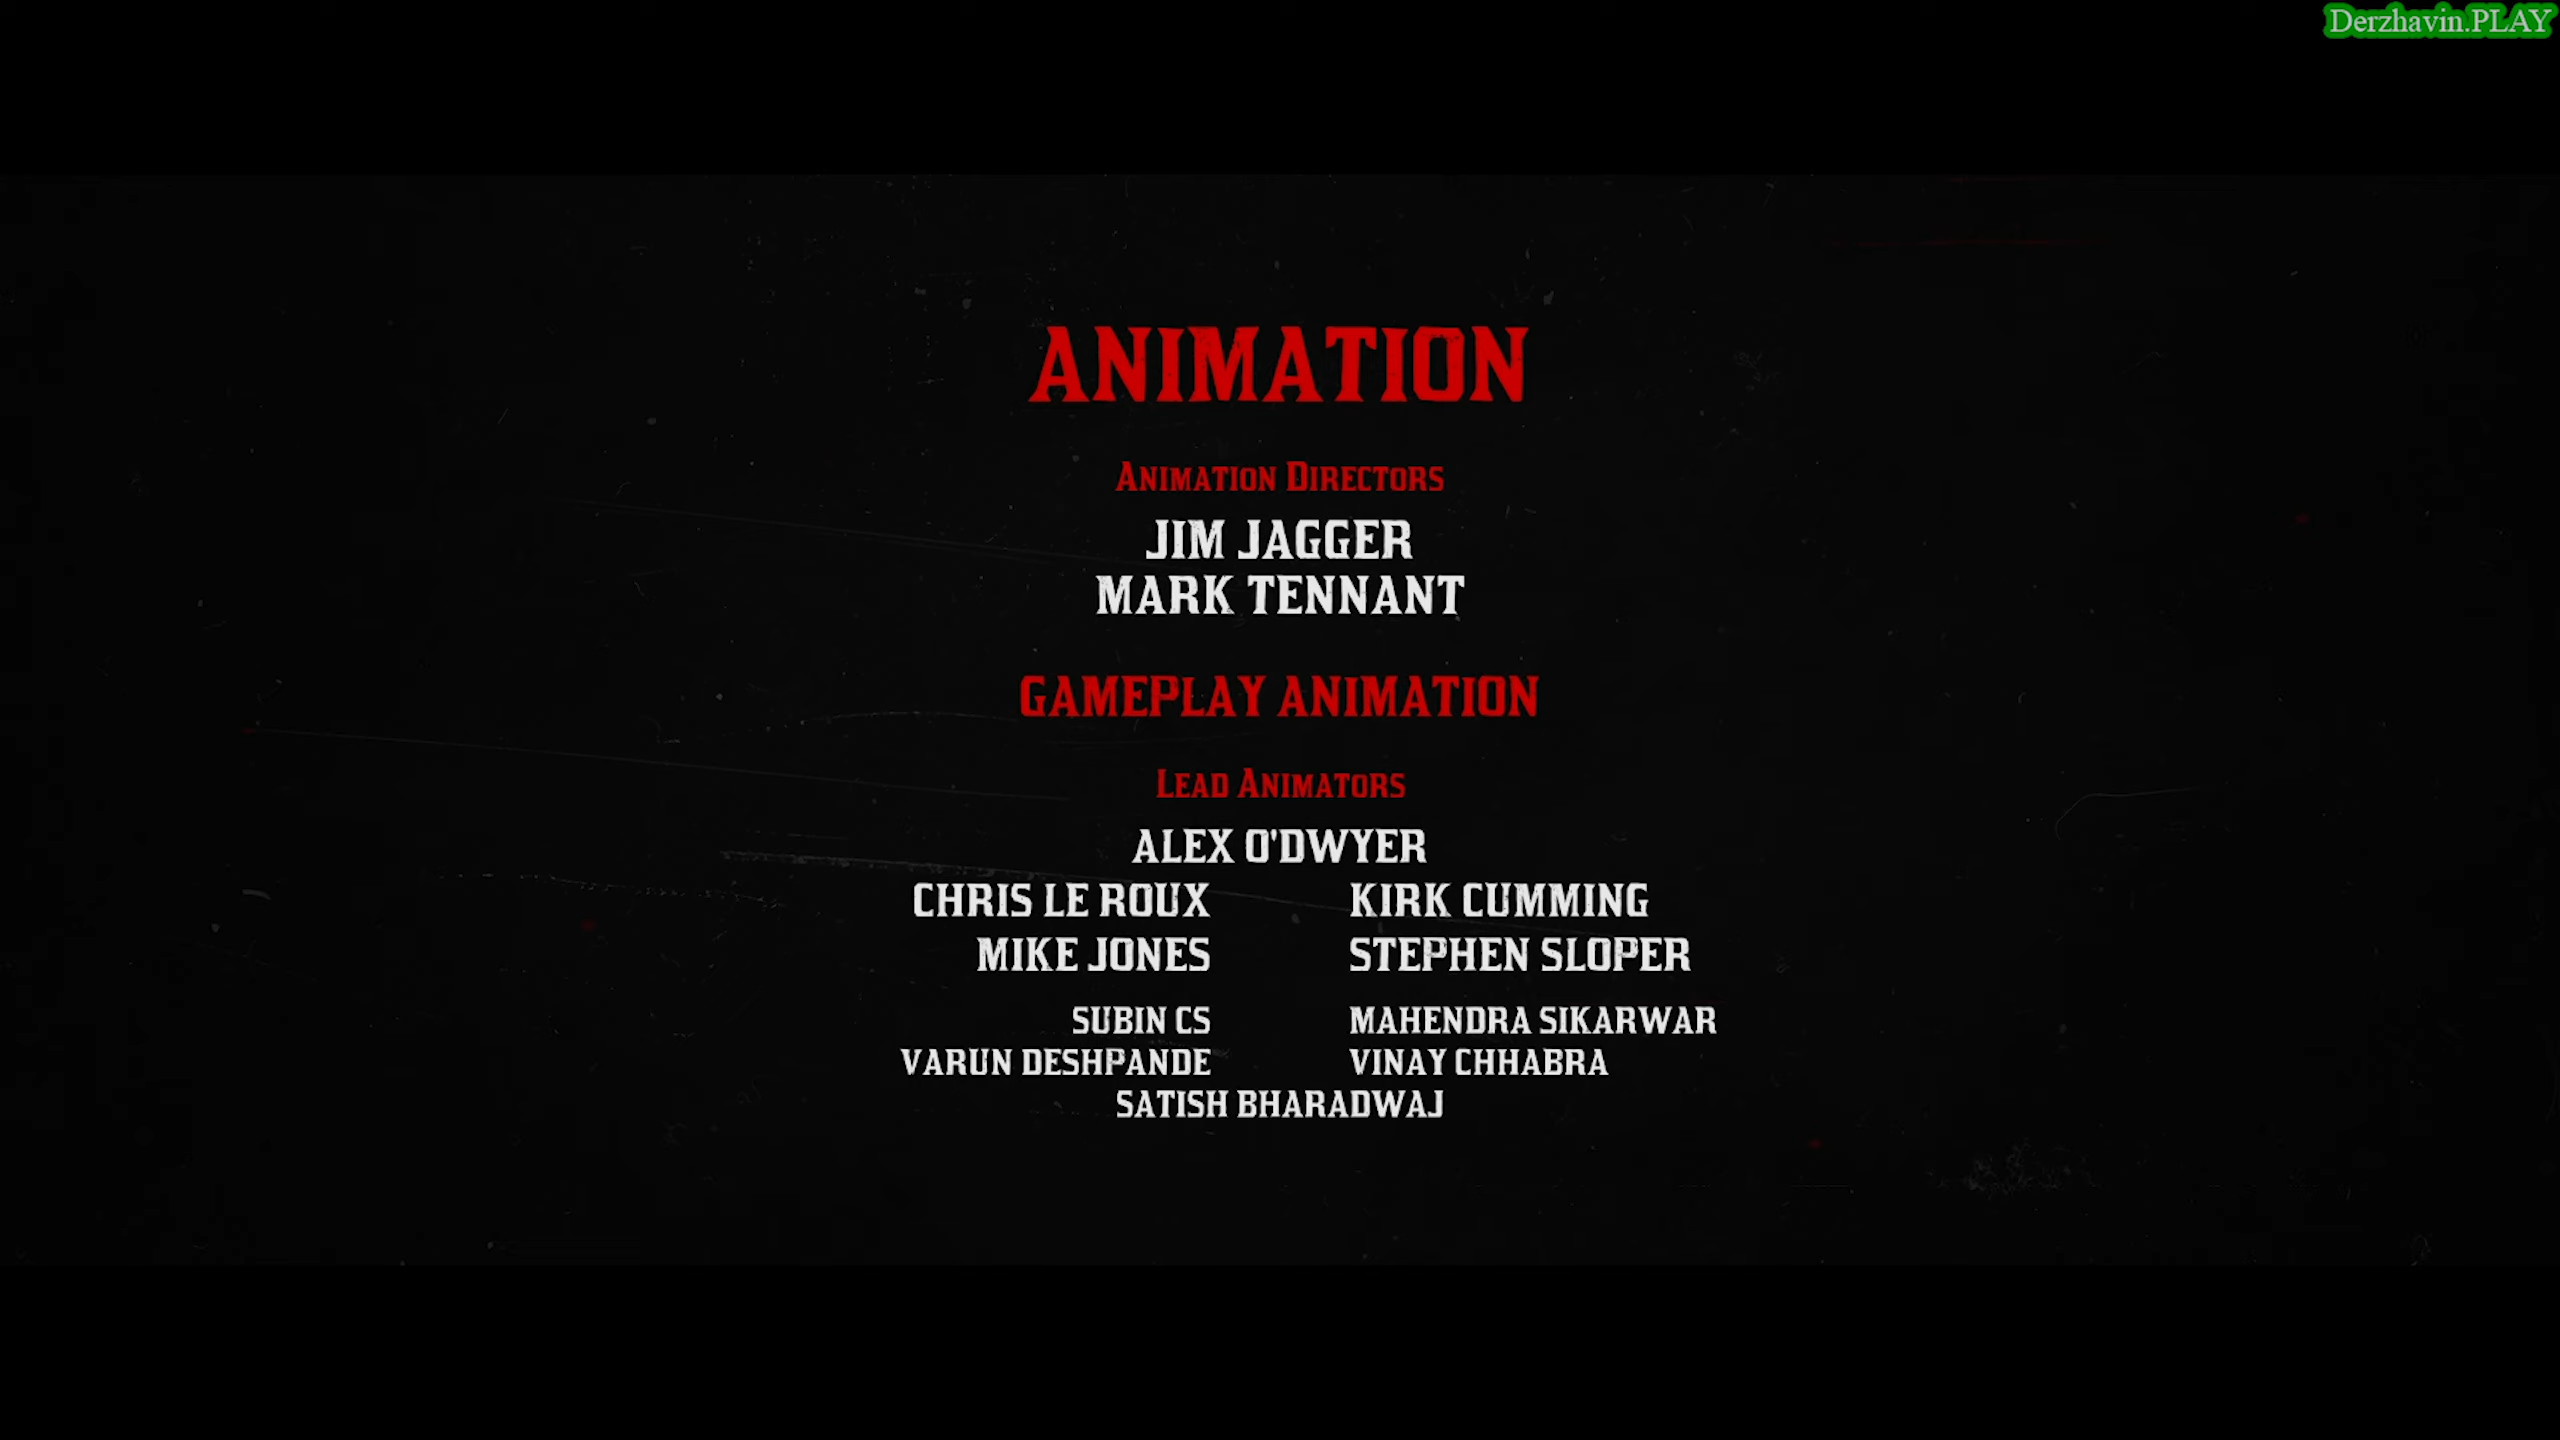 Derzhavin.PLAY
ANIMATION
ANIMATION DIRECTORS
JIM JAGGER
MARK TENNANT
GAMEPLAY ANIMATION
LEAD ANIMATORS
ALEX O'DWYER
CHRIS LE ROUX KIRK CUMMING
MIKE JONES STEPHEN SLOPER
SUBIN CS MAHENDRA SIKARWAR
VARUN DESHPANDE VINAY CHHABRA
SATISH BHARADWAJ